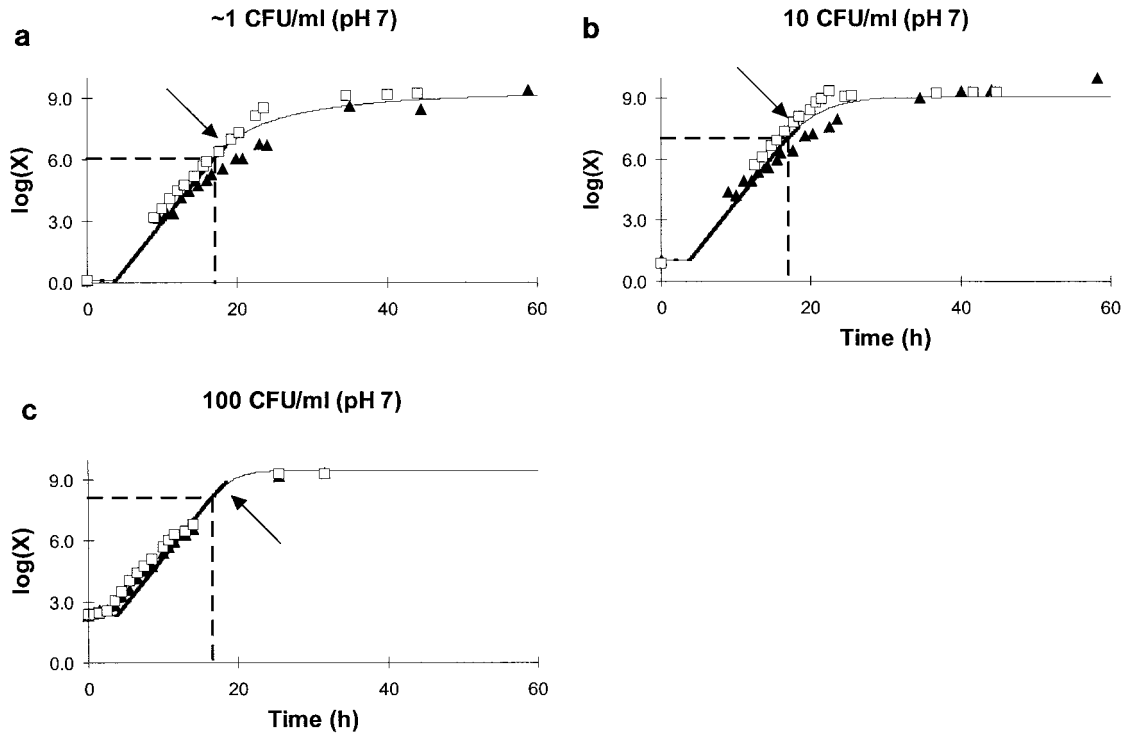 a
~1 CFU/ml (pH 7)
log(X)
9.0
6.0
3.0
0.0
0 20 40 60
b
10 CFU/ml (pH 7)
log(X)
9.0
6.0
3.0
0.0
0 20 40 60
Time (h)
c
100 CFU/ml (pH 7)
log(X)
9.0
6.0
3.0
0.0
0 20 40 60
Time (h)